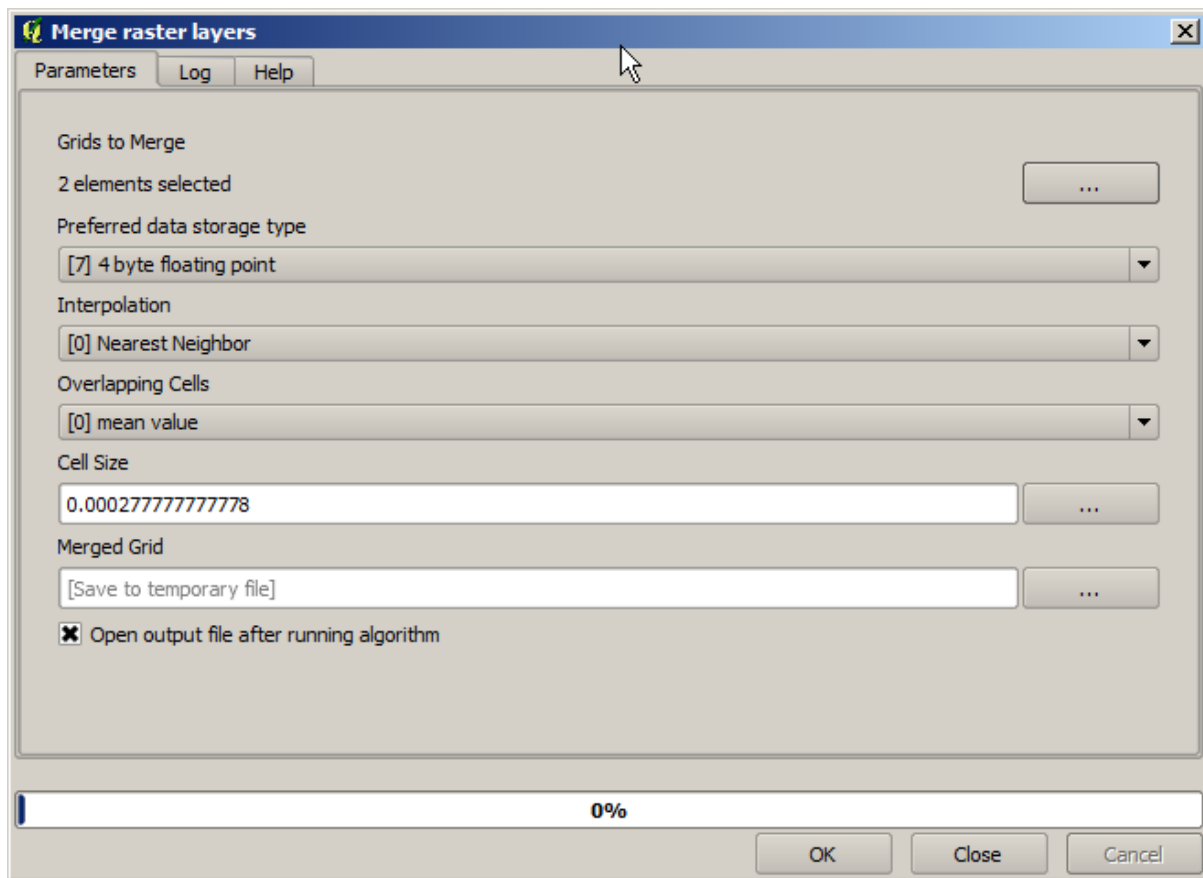 Merge raster layers
Parameters Log Help
Grids to Merge
2 elements selected ...
Preferred data storage type
[7] 4 byte floating point
Interpolation
[0] Nearest Neighbor
Overlapping Cells
[0] mean value
Cell Size
0.000277777777778 ...
Merged Grid
[Save to temporary file] ...
Open output file after running algorithm
0%
OK Close Cancel